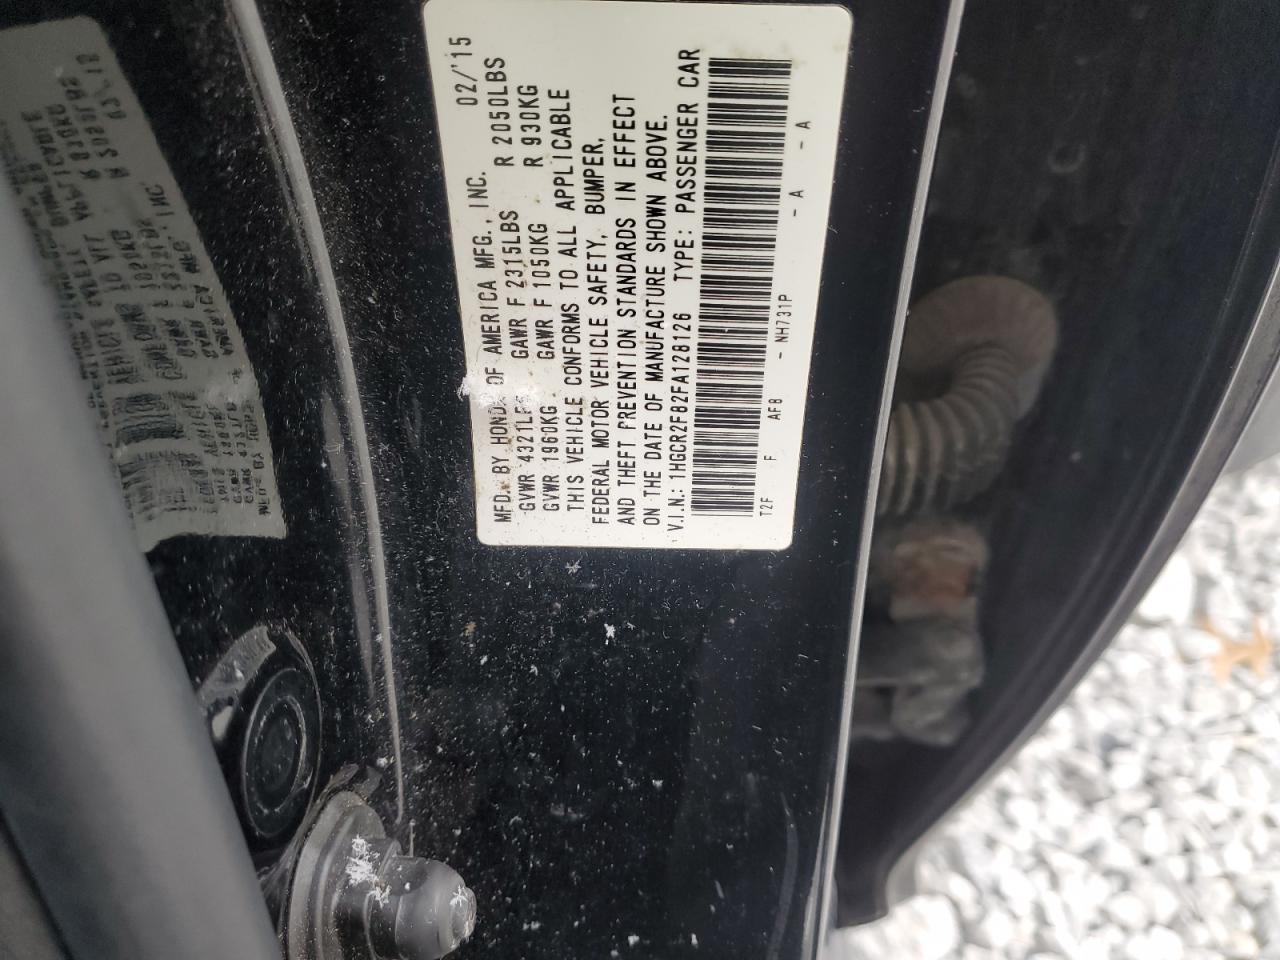 MFD. BY HONDA OF AMERICA MFG., INC. 02/'15
GVWR 4321LBS GAWR F 2315LBS R 2050LBS
GVWR 1960KG GAWR F 1050KG R 930KG
THIS VEHICLE CONFORMS TO ALL APPLICABLE
FEDERAL MOTOR VEHICLE SAFETY, BUMPER,
AND THEFT PREVENTION STANDARDS IN EFFECT
ON THE DATE OF MANUFACTURE SHOWN ABOVE.
V.I.N.: 1HGCR2F82FA128126 TYPE: PASSENGER CAR
T2F F AF8 - NH731P - A - A